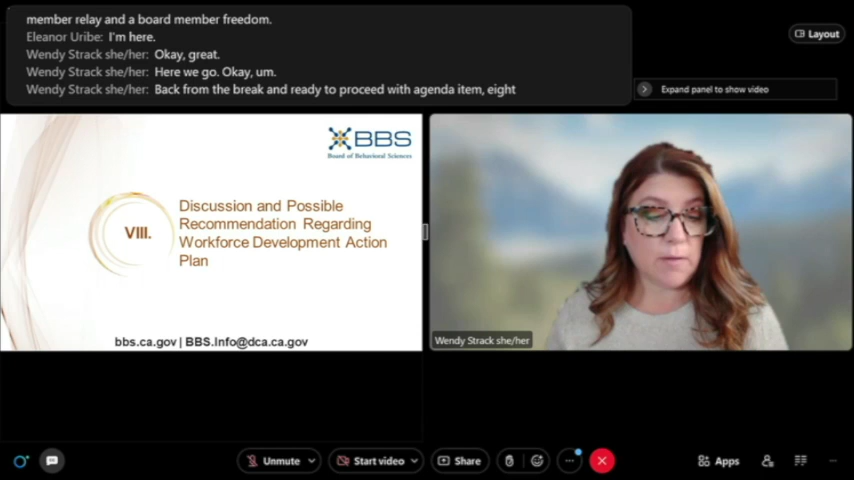 member relay and a board member freedom.
Eleanor Uribe: I'm here.
Wendy Strack she/her: Okay, great.
Wendy Strack she/her: Here we go. Okay, um.
Wendy Strack she/her: Back from the break and ready to proceed with agenda item, eight
Layout
Expand panel to show video
BBS
Board of Behavioral Sciences
VIII.
Discussion and Possible
Recommendation Regarding
Workforce Development Action
Plan
bbs.ca.gov | BBS.Info@dca.ca.gov
Wendy Strack she/her
Unmute
Start video
Share
Apps